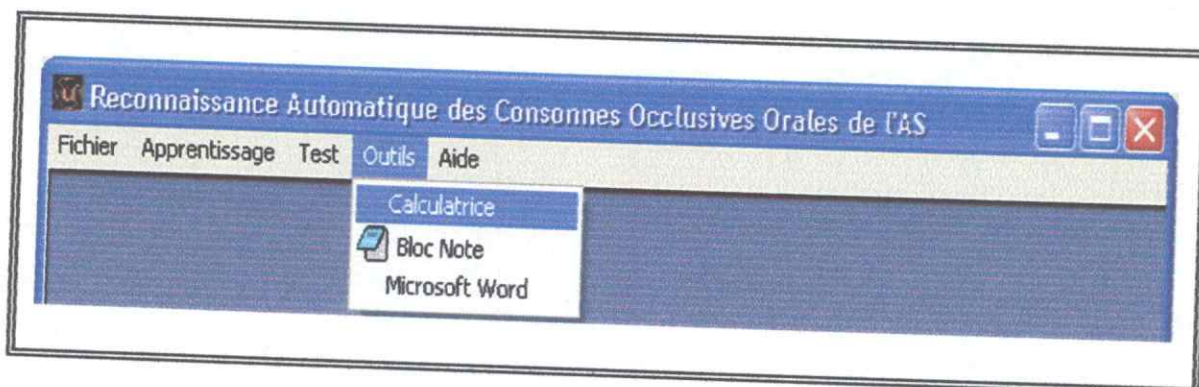 Reconnaissance Automatique des Consonnes Occlusives Orales de l'AS
Fichier Apprentissage Test Outils Aide
Calculatrice
Bloc Note
Microsoft Word